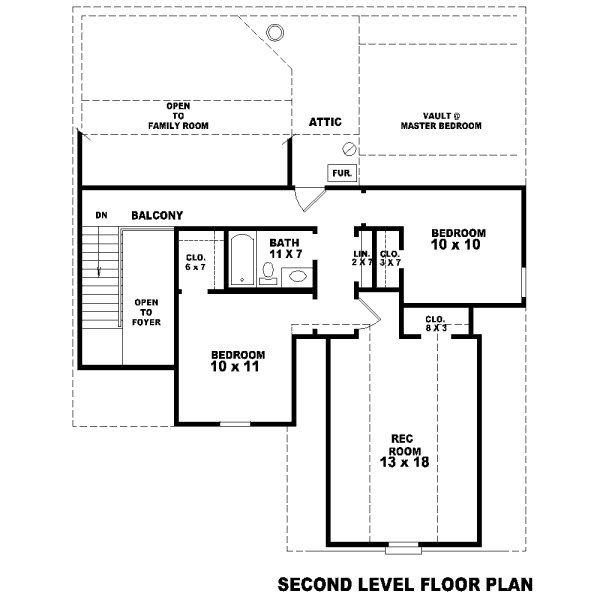 OPEN
TO
FAMILY ROOM
ATTIC
VAULT @
MASTER BEDROOM
FUR.
DN
BALCONY
BEDROOM
10 x 10
BATH
11 X 7
CLO.
6 x 7
LIN.
2 X 7
CLO.
3 X 7
OPEN
TO
FOYER
CLO.
8 X 3
BEDROOM
10 x 11
REC
ROOM
13 x 18
SECOND LEVEL FLOOR PLAN